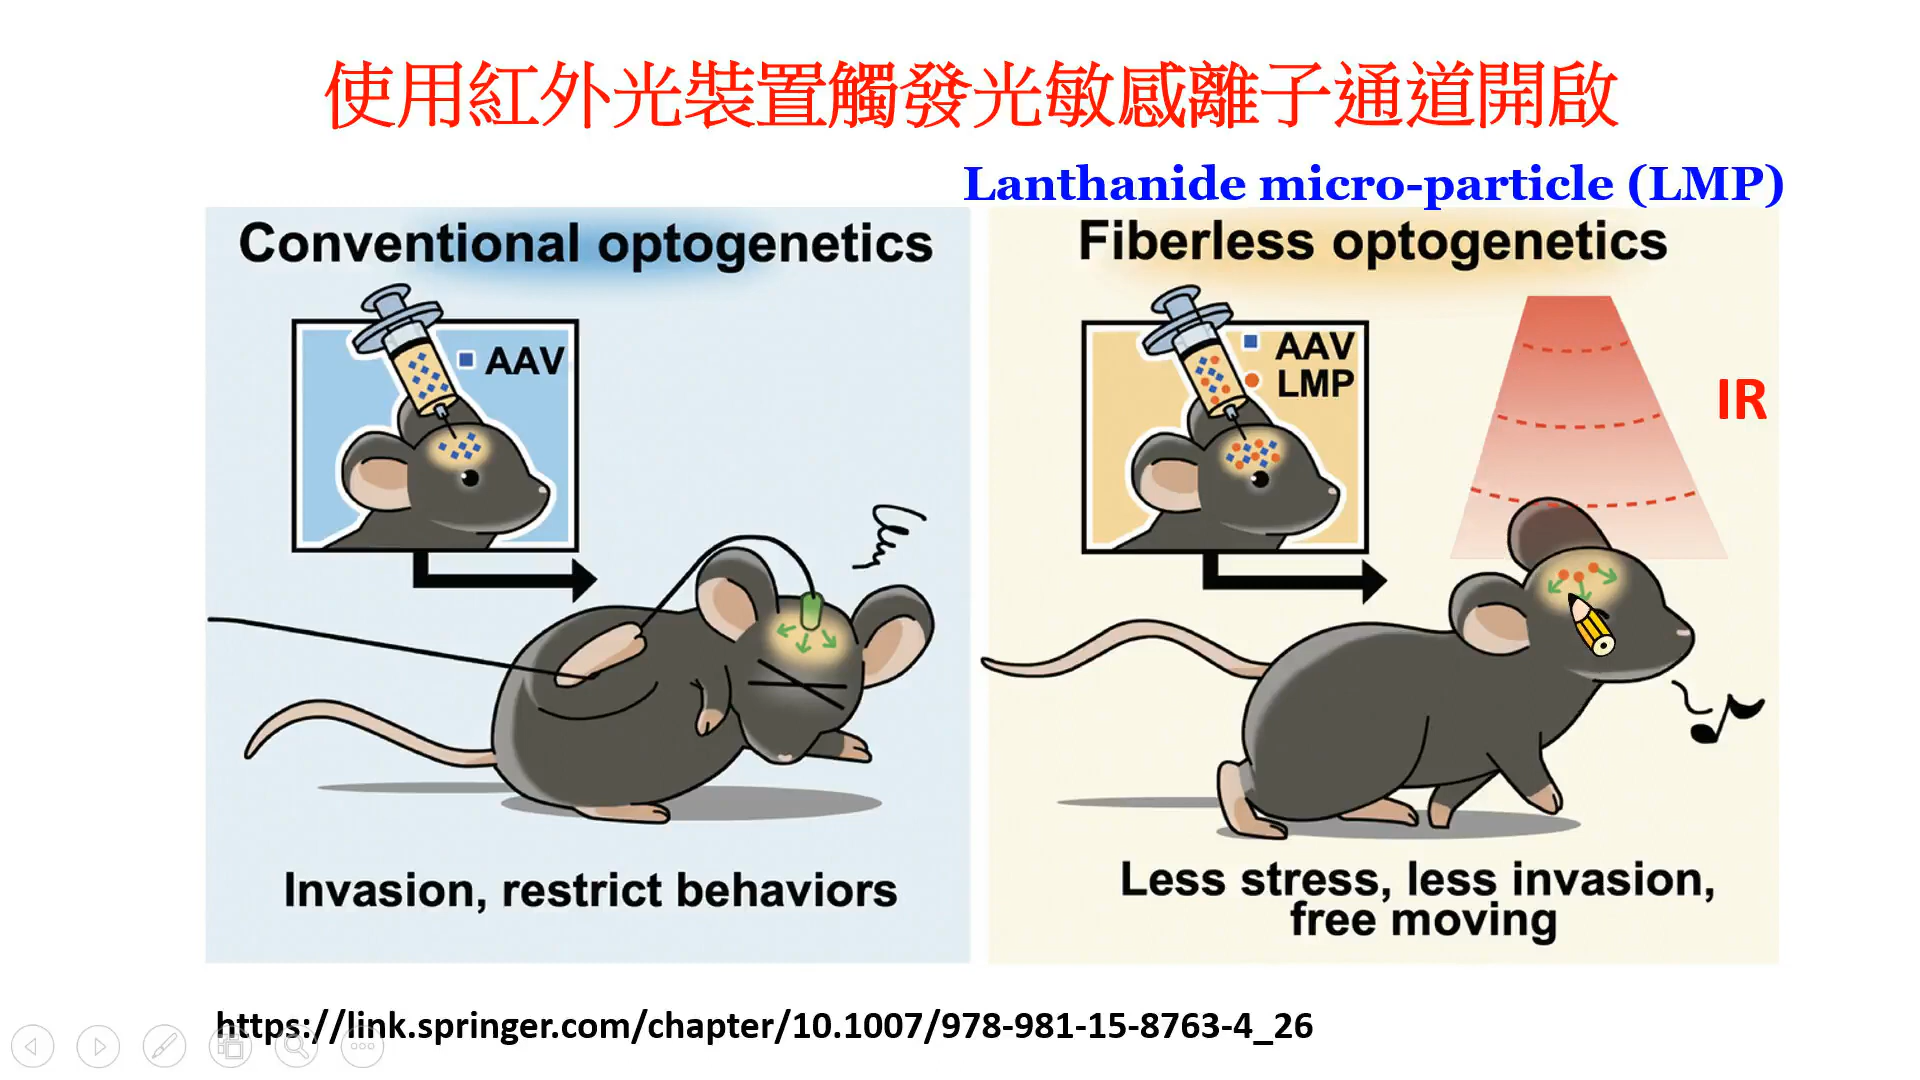 使用紅外光裝置觸發光敏感離子通道開啟
Lanthanide micro-particle (LMP)
Conventional optogenetics
AAV
Invasion, restrict behaviors
Fiberless optogenetics
AAV
LMP
IR
Less stress, less invasion,
free moving
https://link.springer.com/chapter/10.1007/978-981-15-8763-4_26